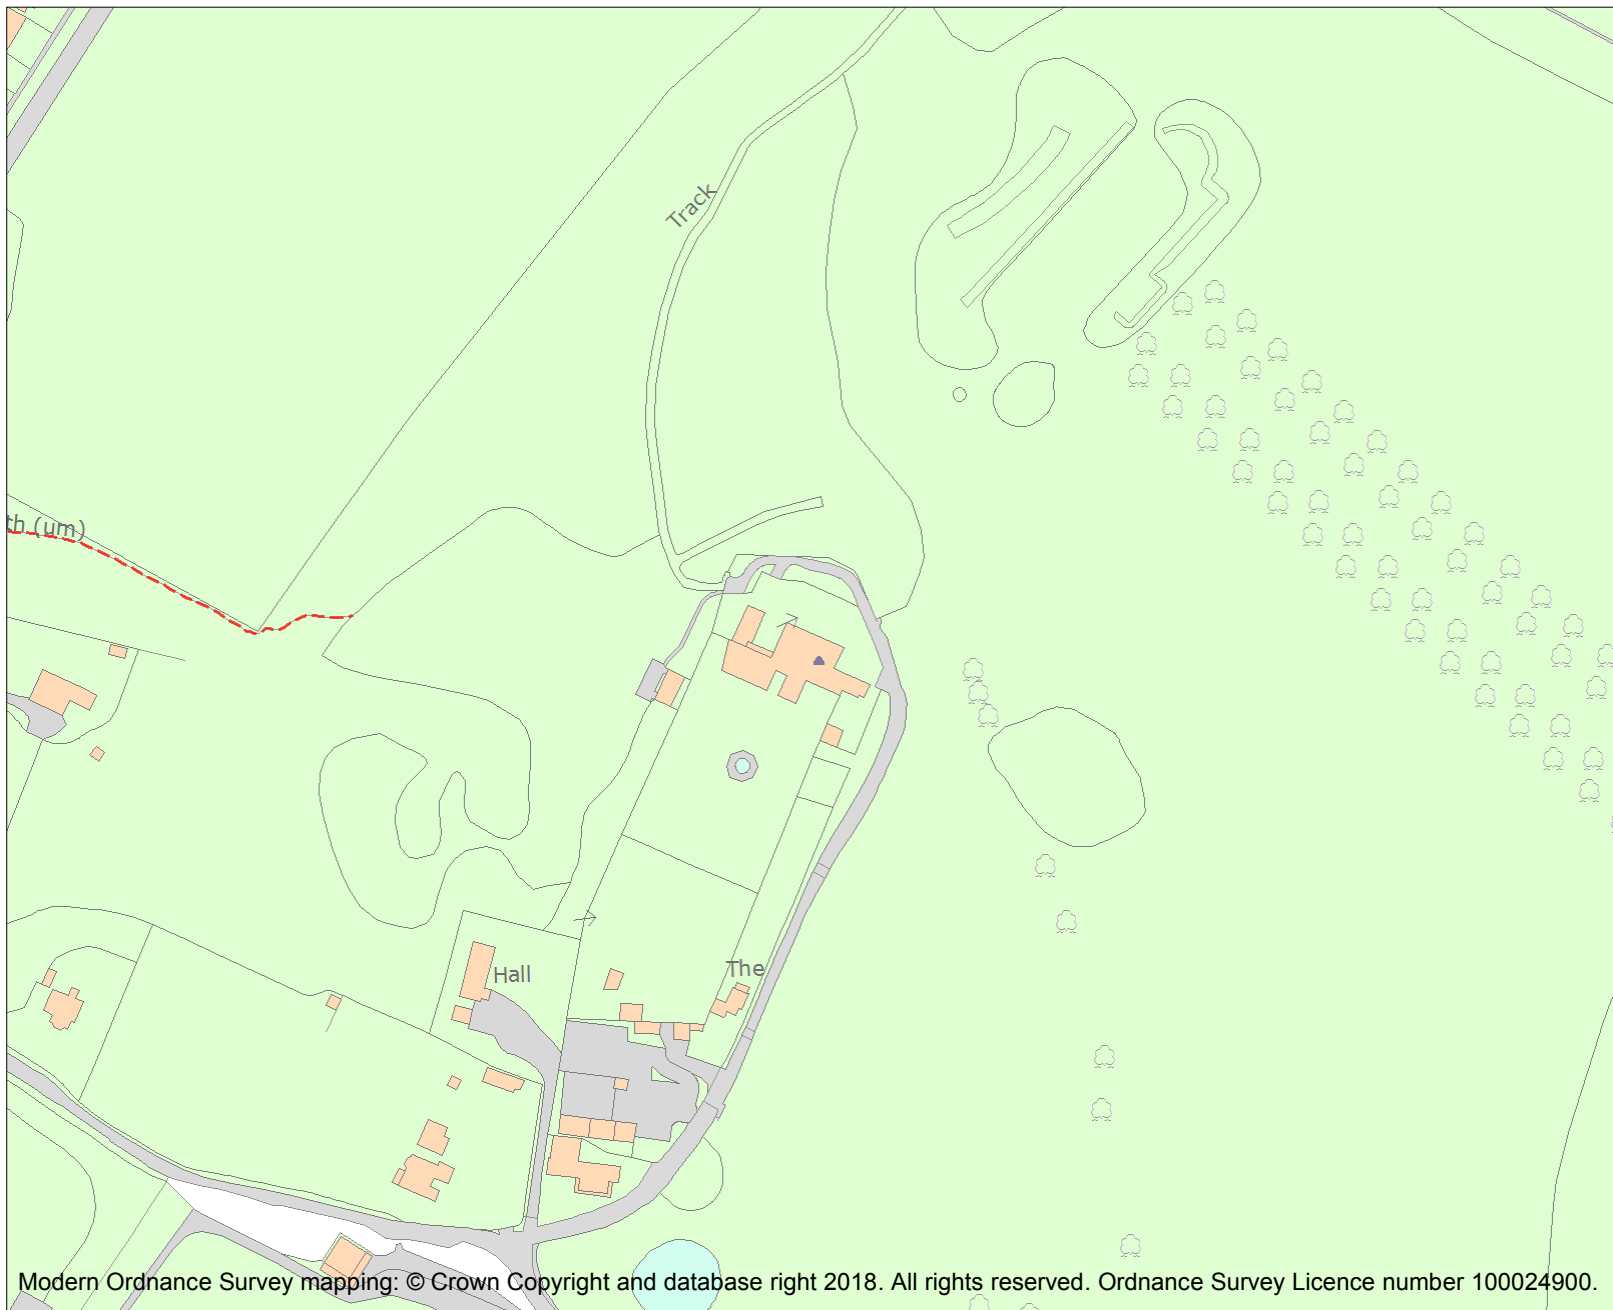 Track
th (um)
Hall
The
Modern Ordnance Survey mapping: © Crown Copyright and database right 2018. All rights reserved. Ordnance Survey Licence number 100024900.